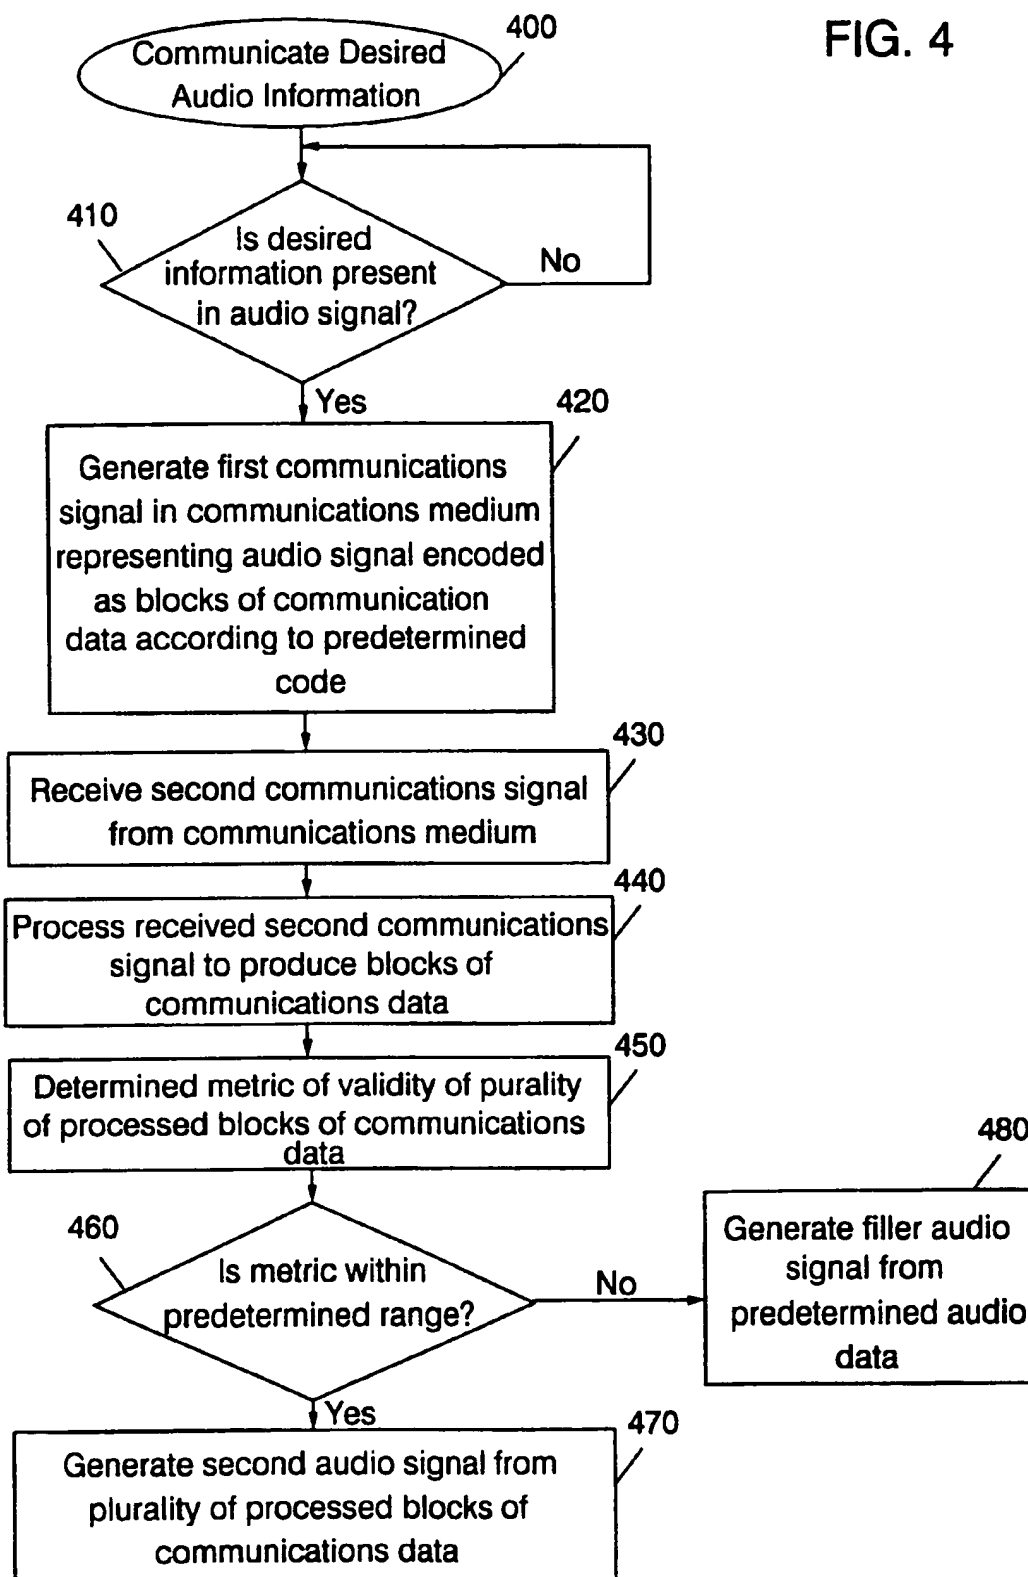 FIG. 4
400
Communicate Desired
Audio Information
410
Is desired
information present
in audio signal?
No
Yes
420
Generate first communications
signal in communications medium
representing audio signal encoded
as blocks of communication
data according to predetermined
code
430
Receive second communications signal
from communications medium
440
Process received second communications
signal to produce blocks of
communications data
450
Determined metric of validity of purality
of processed blocks of communications
data
460
Is metric within
predetermined range?
No
480
Generate filler audio
signal from
predetermined audio
data
Yes
470
Generate second audio signal from
plurality of processed blocks of
communications data